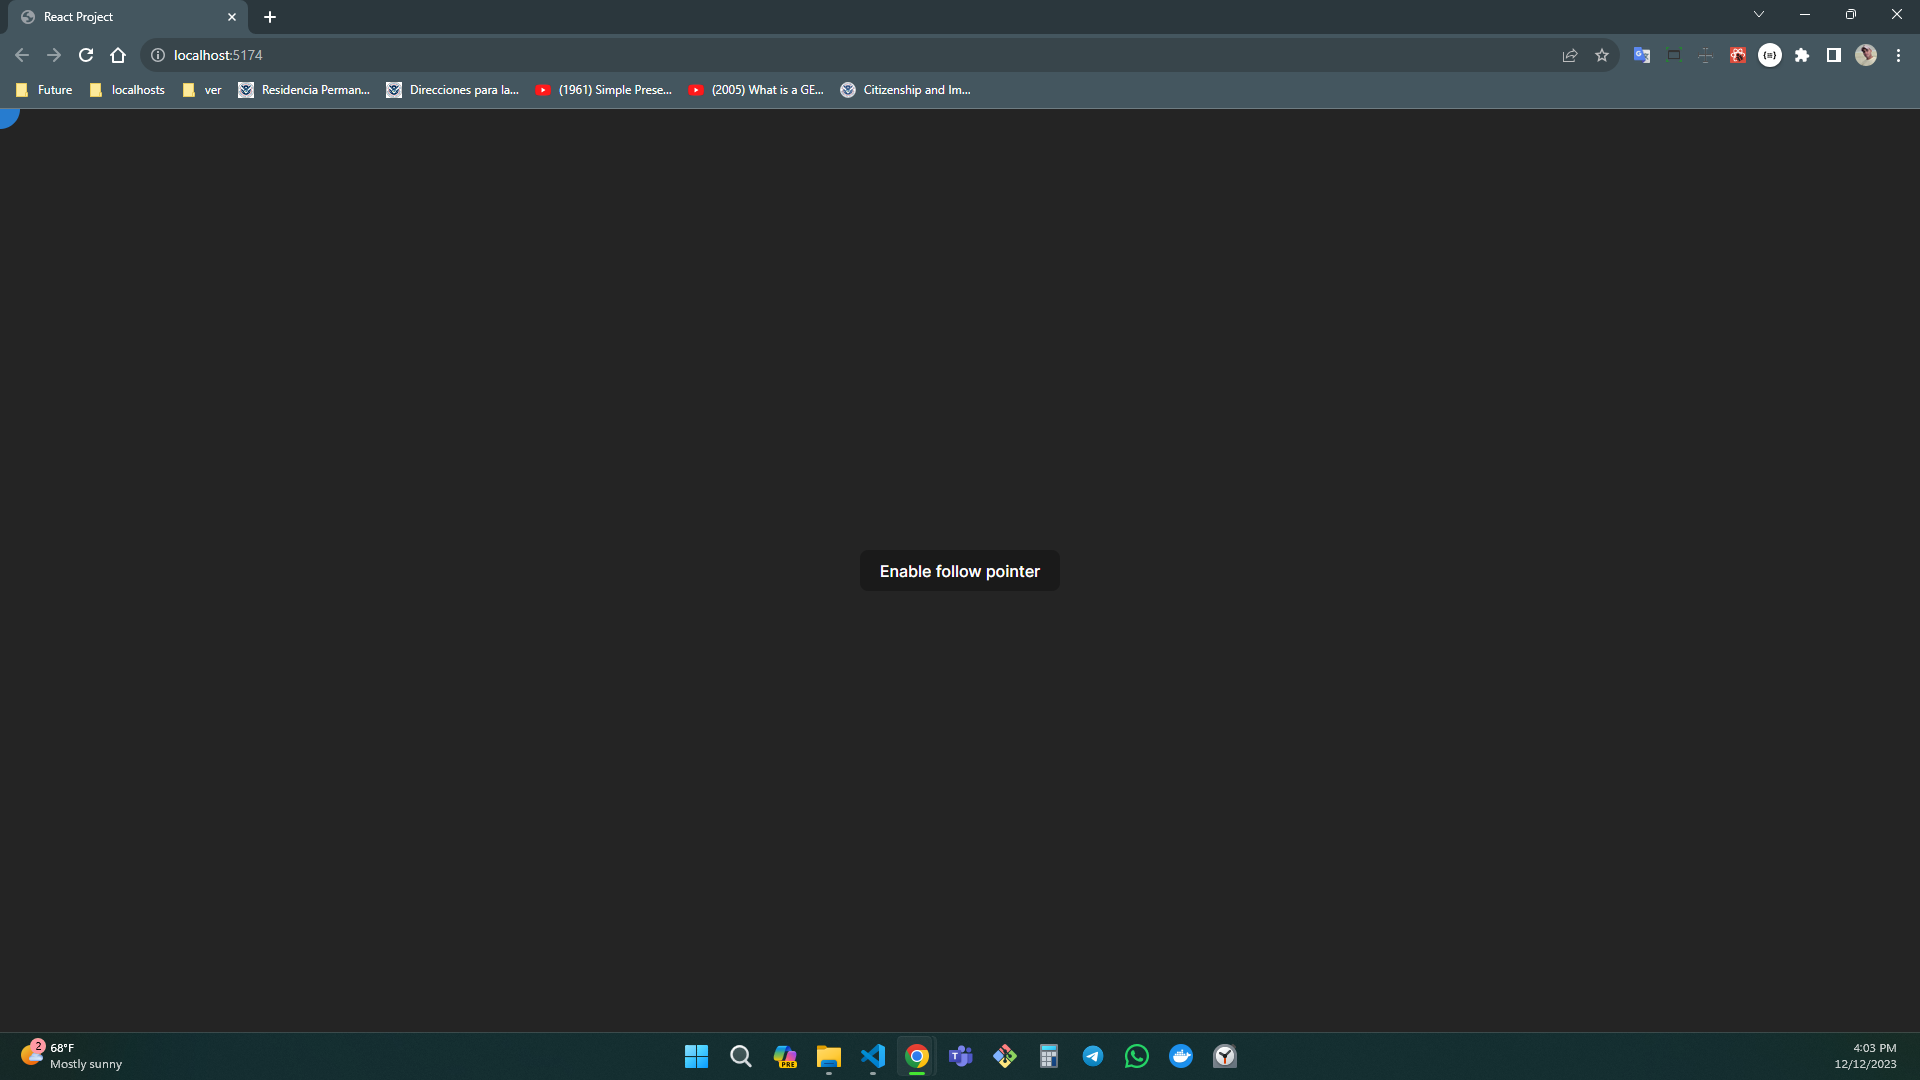 React Project
localhost:5174
Future
localhosts
ver
Residencia Perman...
Direcciones para la...
(1961) Simple Prese...
(2005) What is a GE...
Citizenship and Im...
Enable follow pointer
2
68°F
Mostly sunny
PRE
4:03 PM
12/12/2023